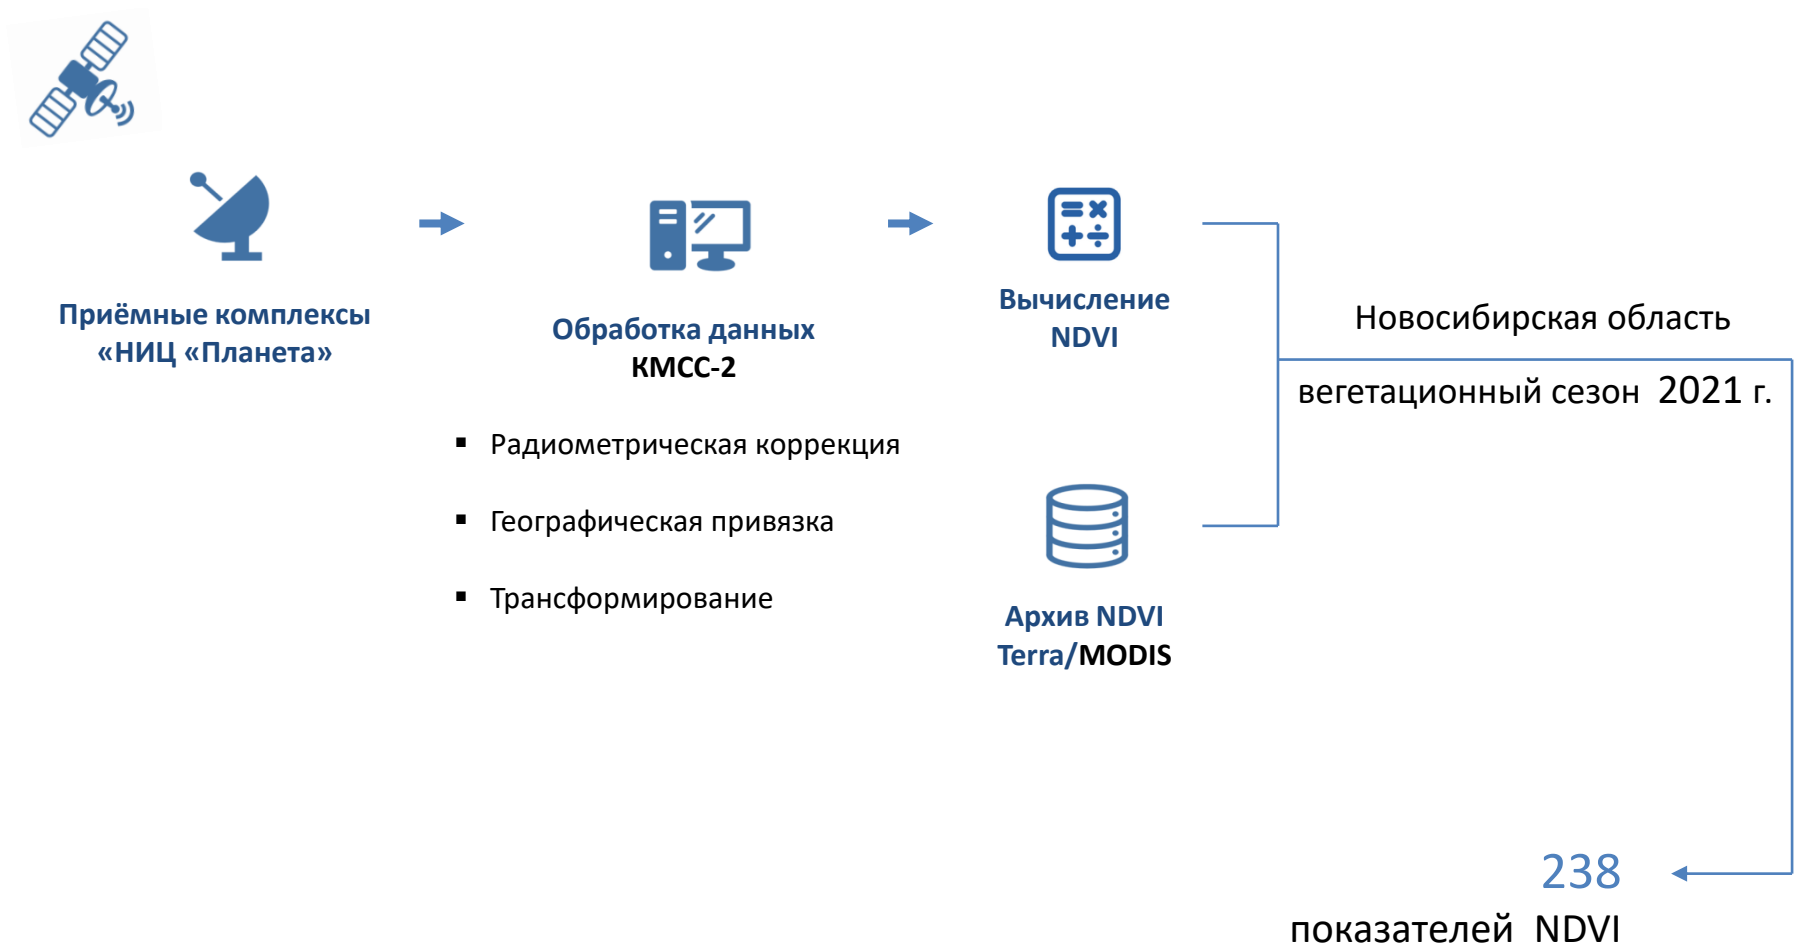 Приёмные комплексы
«НИЦ «Планета»
Обработка данных
КМСС-2
▪ Радиометрическая коррекция
▪ Географическая привязка
▪ Трансформирование
Вычисление
NDVI
Архив NDVI
Terra/MODIS
Новосибирская область
вегетационный сезон 2021 г.
238
показателей NDVI